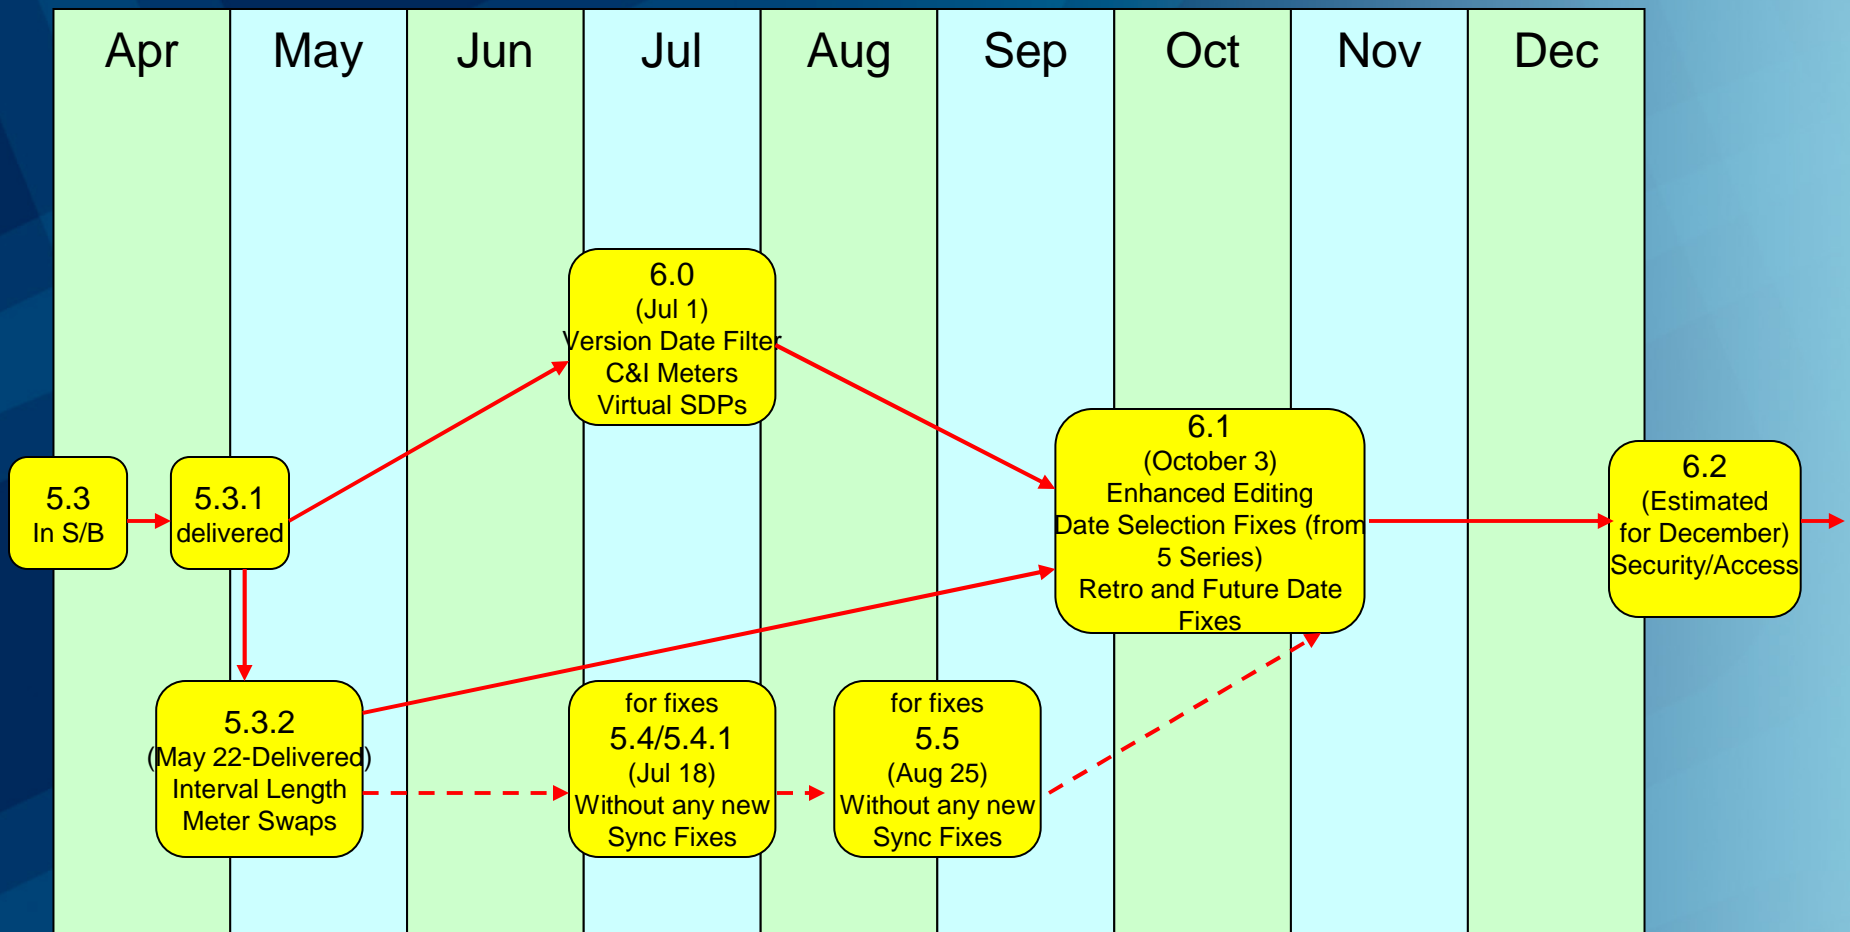 Apr
May
Jun
Jul
Aug
Sep
Oct
Nov
Dec
6.0
(Jul 1)
Version Date Filter
C&I Meters
Virtual SDPs
6.1
(October 3)
Enhanced Editing
Date Selection Fixes (from
5 Series)
Retro and Future Date
Fixes
6.2
(Estimated
for December)
Security/Access
5.3
In S/B
5.3.1
delivered
5.3.2
(May 22-Delivered)
Interval Length
Meter Swaps
for fixes
5.4/5.4.1
(Jul 18)
Without any new
Sync Fixes
for fixes
5.5
(Aug 25)
Without any new
Sync Fixes